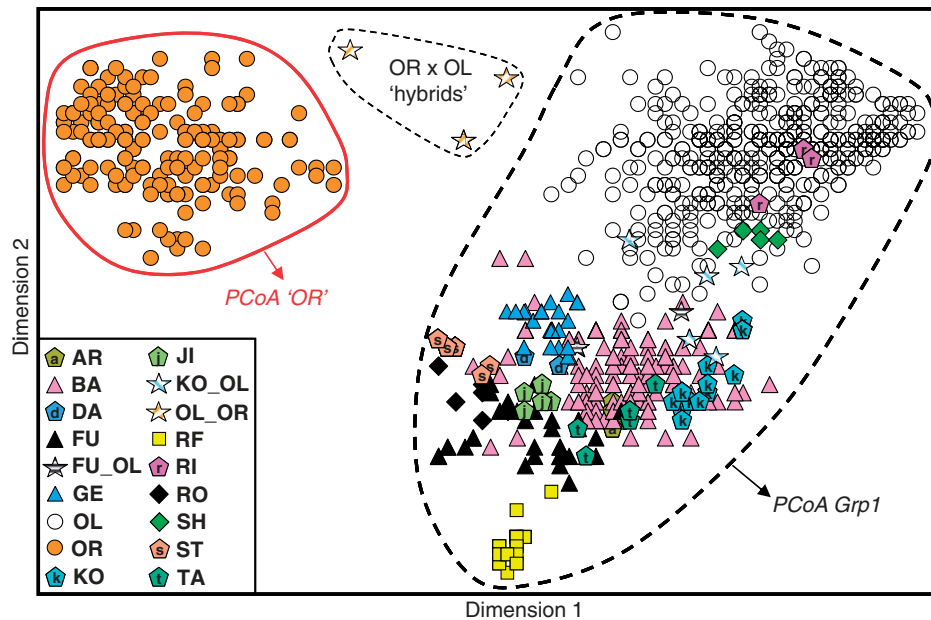 OR x OL
‘hybrids’
PCoA ‘OR’
PCoA Grp1
Dimension 2
Dimension 1
a AR
BA
d DA
FU
FU_OL
GE
OL
OR
k KO
j JI
KO_OL
OL_OR
RF
r RI
RO
SH
s ST
t TA